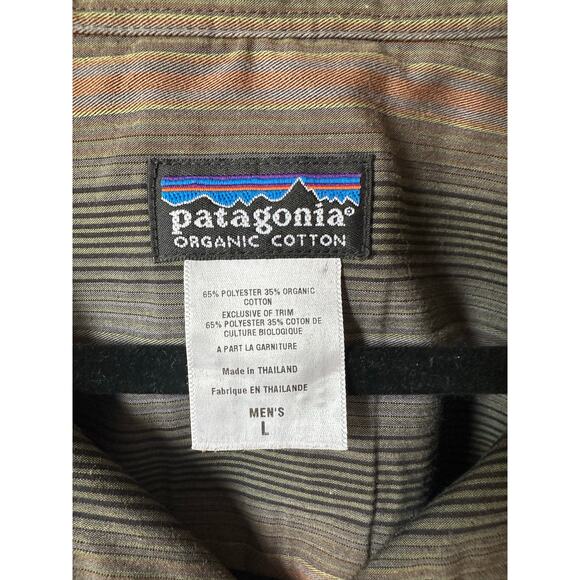 patagonia®
ORGANIC COTTON
65% POLYESTER 35% ORGANIC
COTTON
EXCLUSIVE OF TRIM
65% POLYESTER 35% COTON DE
CULTURE BIOLOGIQUE
A PART LA GARNITURE
Made in THAILAND
Fabrique EN THAILANDE
MEN'S
L